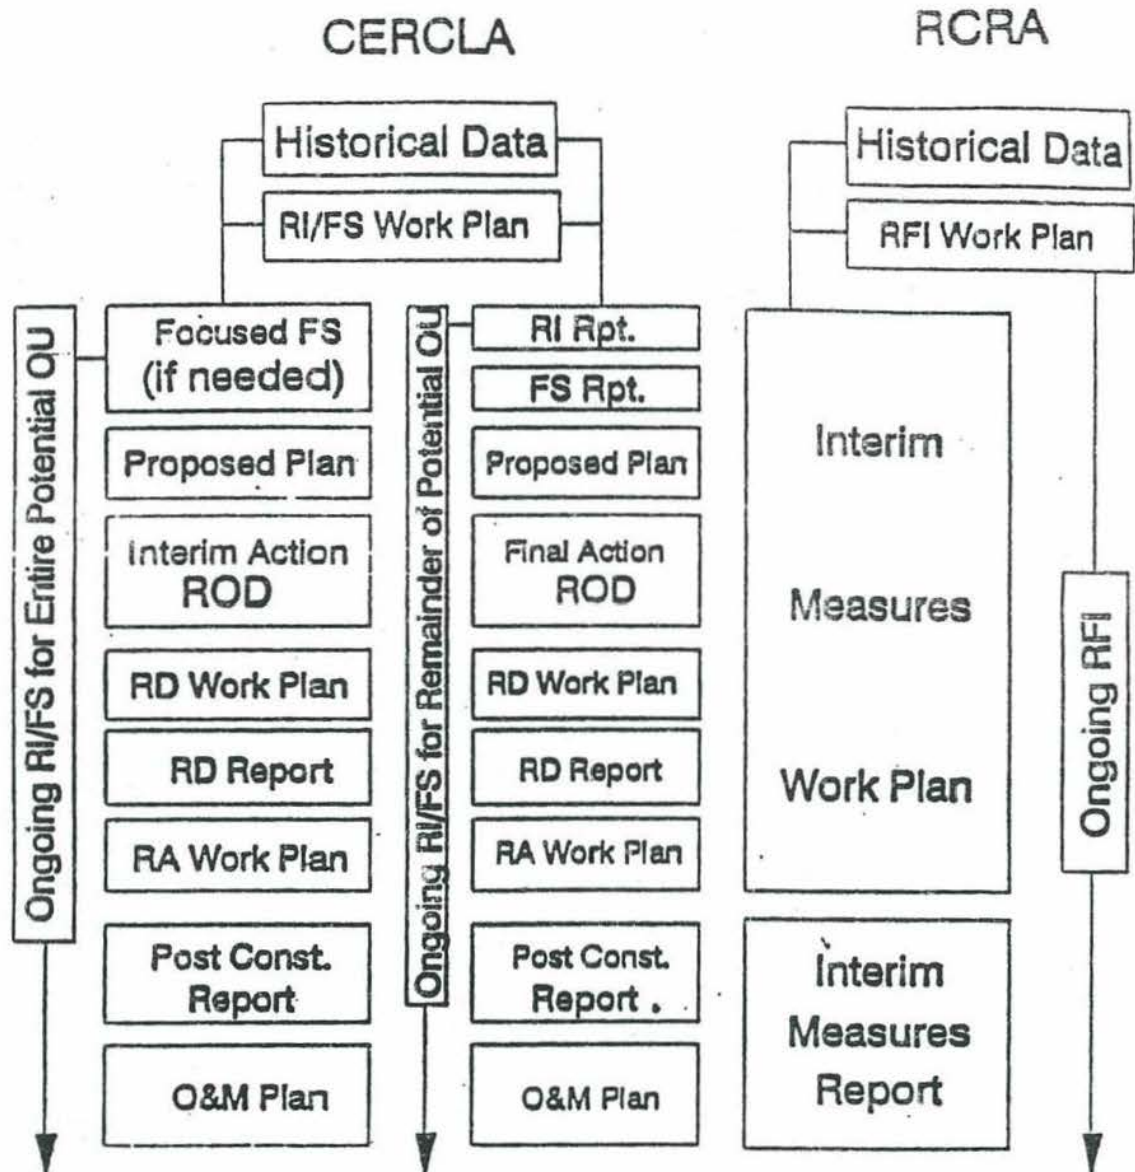 CERCLA
Historical Data
RI/FS Work Plan
Ongoing RI/FS for Entire Potential OU
Focused FS
(if needed)
Proposed Plan
Interim Action
ROD
RD Work Plan
RD Report
RA Work Plan
Post Const.
Report
O&M Plan
Ongoing RI/FS for Remainder of Potential OU
RI Rpt.
FS Rpt.
Proposed Plan
Final Action
ROD
RD Work Plan
RD Report
RA Work Plan
Post Const.
Report .
O&M Plan
RCRA
Historical Data
RFI Work Plan
Interim
Measures
Work Plan
Interim
Measures
Report
Ongoing RFI